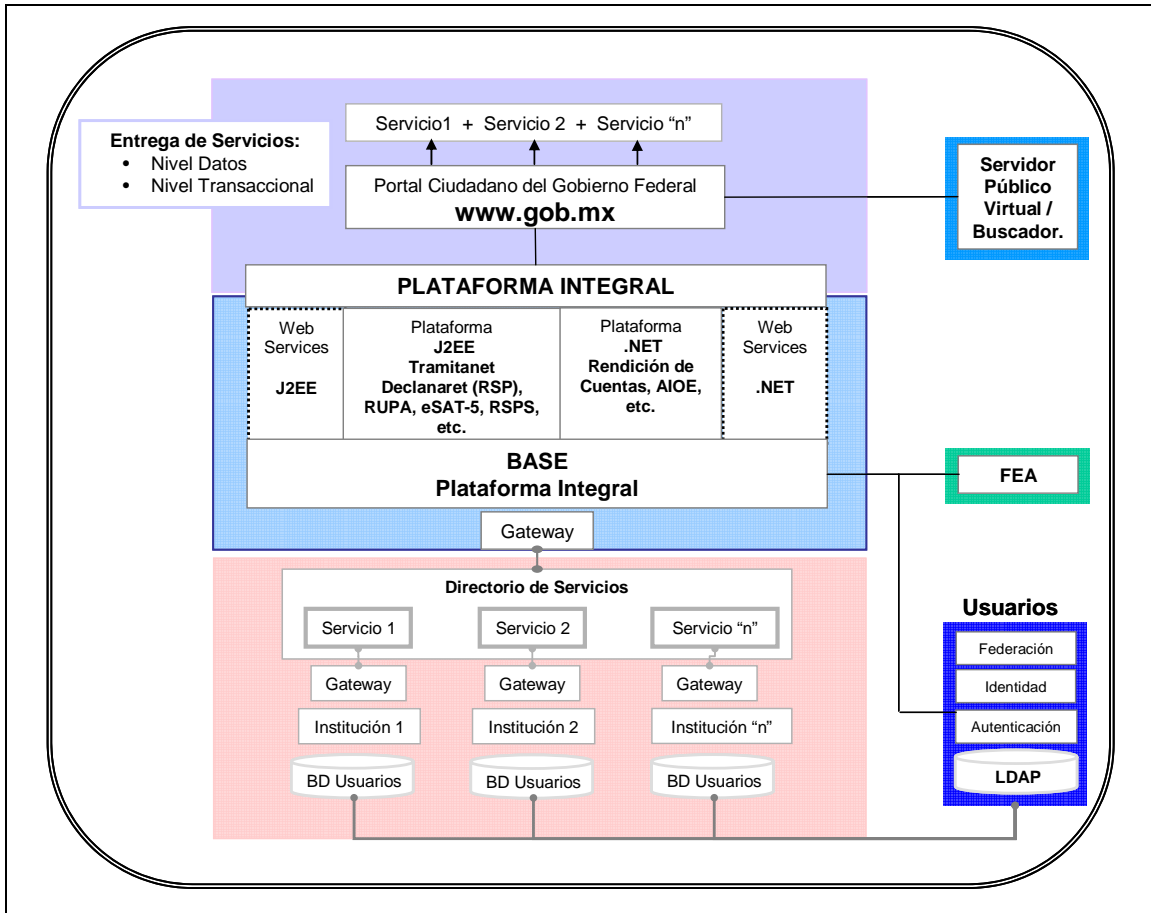 Servicio1 + Servicio 2 + Servicio “n”
Entrega de Servicios:
• Nivel Datos
• Nivel Transaccional
Portal Ciudadano del Gobierno Federal
www.gob.mx
Servidor
Público
Virtual /
Buscador.
PLATAFORMA INTEGRAL
Web
Services
J2EE
Plataforma
J2EE
Tramitanet
Declanaret (RSP),
RUPA, eSAT-5, RSPS,
etc.
Plataforma
.NET
Rendición de
Cuentas, AIOE,
etc.
Web
Services
.NET
BASE
Plataforma Integral
FEA
Gateway
Directorio de Servicios
Servicio 1
Servicio 2
Servicio “n”
Gateway
Gateway
Gateway
Institución 1
Institución 2
Institución “n”
BD Usuarios
BD Usuarios
BD Usuarios
Usuarios
Federación
Identidad
Autenticación
LDAP